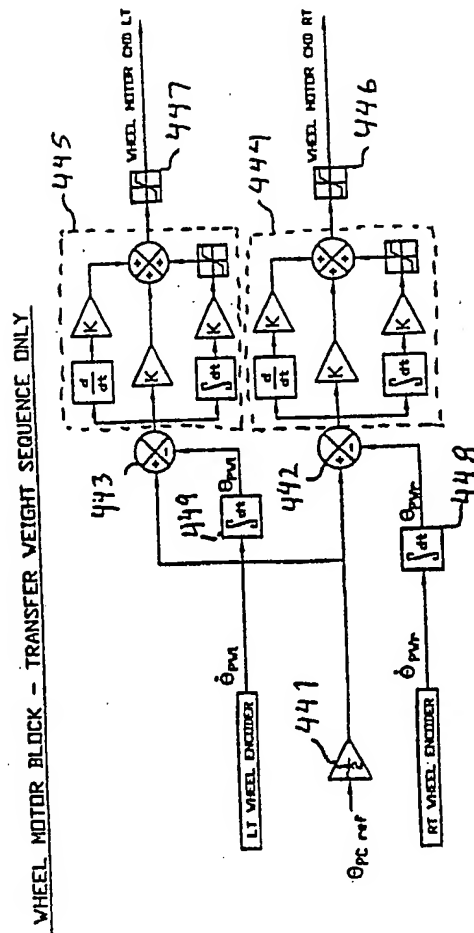 WHEEL MOTOR BLOCK - TRANSFER WEIGHT SEQUENCE ONLY
445
WHEEL MOTOR CMD LT
447
d/dt
K
K
∫dt
K
+
+
+
443
+
-
θPWl
449
∫dt
θ̇PWl
LT WHEEL ENCODER
444
WHEEL MOTOR CMD RT
446
d/dt
K
K
∫dt
K
+
+
+
442
+
-
θPWr
448
∫dt
θ̇PWr
441
θPC ref
RT WHEEL ENCODER